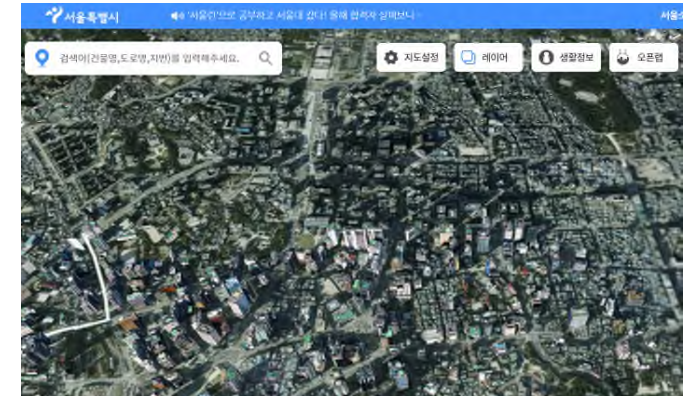 서울특별시
'서울런'으로 공부하고 서울대 갔다! 올해 합격자 살펴보니
서울소
검색어(건물명,도로명,지번)를 입력해주세요.
지도설정
레이어
생활정보
오픈랩